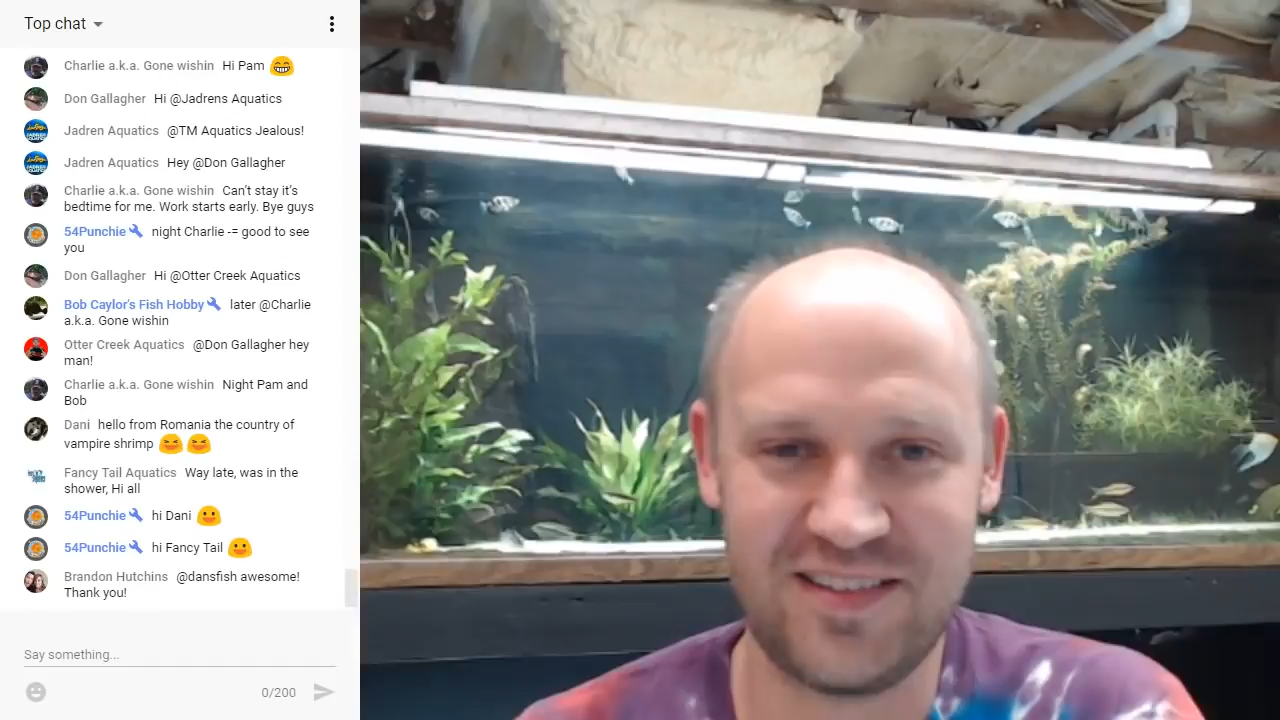 Top chat
Charlie a.k.a. Gone wishin Hi Pam
Don Gallagher Hi @Jadrens Aquatics
Jadren Aquatics @TM Aquatics Jealous!
Jadren Aquatics Hey @Don Gallagher
Charlie a.k.a. Gone wishin Can't stay it's
bedtime for me. Work starts early. Bye guys
54Punchie night Charlie -= good to see
you
Don Gallagher Hi @Otter Creek Aquatics
Bob Caylor's Fish Hobby later @Charlie
a.k.a. Gone wishin
Otter Creek Aquatics @Don Gallagher hey
man!
Charlie a.k.a. Gone wishin Night Pam and
Bob
Dani hello from Romania the country of
vampire shrimp
Fancy Tail Aquatics Way late, was in the
shower, Hi all
54Punchie hi Dani
54Punchie hi Fancy Tail
Brandon Hutchins @dansfish awesome!
Thank you!
Say something...
0/200